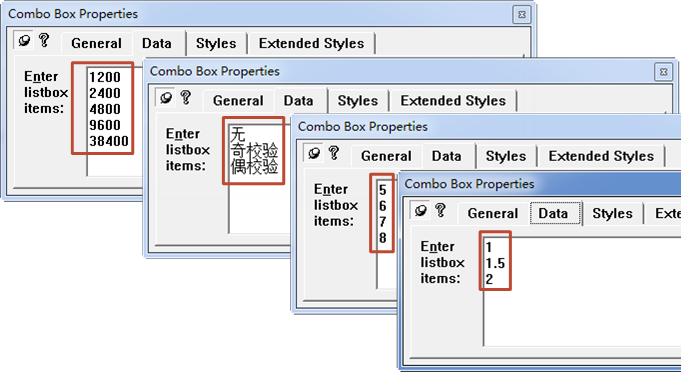 Combo Box Properties
General Data Styles Extended Styles
Enter
listbox
items:
1200
2400
4800
9600
38400
Combo Box Properties
General Data Styles Extended Styles
Enter
listbox
items:
无
奇校验
偶校验
Combo Box Properties
General Data Styles Extended Styles
Enter
listbox
items:
5
6
7
8
Combo Box Properties
General Data Styles Exte
Enter
listbox
items:
1
1.5
2